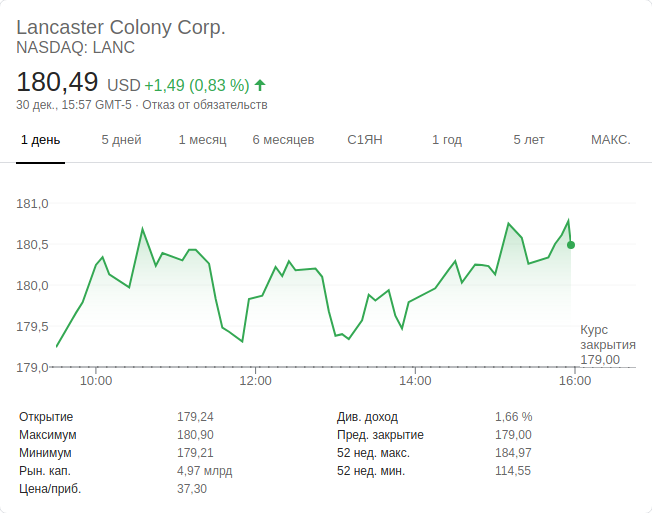 Lancaster Colony Corp.
NASDAQ: LANC
180,49 USD +1,49 (0,83 %)
30 дек., 15:57 GMT-5 · Отказ от обязательств
1 день 5 дней 1 месяц 6 месяцев С1ЯН 1 год 5 лет МАКС.
181,0
180,5
180,0
179,5
179,0
Курс
закрытия
179,00
10:00 12:00 14:00 16:00
Открытие 179,24 Див. доход 1,66 %
Максимум 180,90 Пред. закрытие 179,00
Минимум 179,21 52 нед. макс. 184,97
Рын. кап. 4,97 млрд 52 нед. мин. 114,55
Цена/приб. 37,30